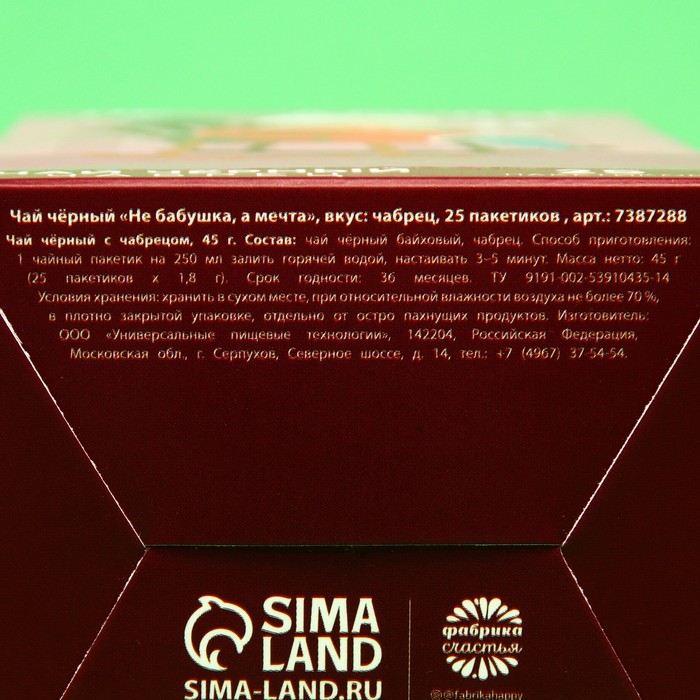 Чай чёрный «Не бабушка, а мечта», вкус: чабрец, 25 пакетиков , арт.: 7387288
Чай чёрный с чабрецом, 45 г. Состав: чай чёрный байховый, чабрец. Способ приготовления:
1 чайный пакетик на 250 мл залить горячей водой, настаивать 3-5 минут. Масса нетто: 45 г
(25 пакетиков х 1,8 г). Срок годности: 36 месяцев. ТУ 9191-002-53910435-14
Условия хранения: хранить в сухом месте, при относительной влажности воздуха не более 70 %,
в плотно закрытой упаковке, отдельно от остро пахнущих продуктов. Изготовитель:
ООО «Универсальные пищевые технологии», 142204, Российская Федерация,
Московская обл., г. Серпухов, Северное шоссе, д. 14, тел.: +7 (4967) 37-54-54.
SIMA
LAND
SIMA-LAND.RU
фабрика
счастья
@fabrikahappy